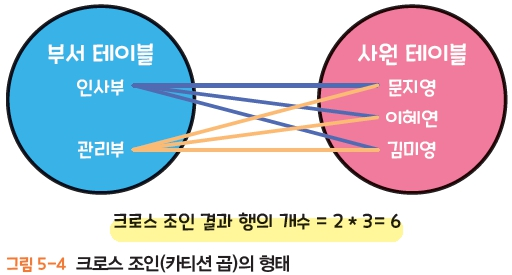 부서 테이블
인사부
관리부
사원 테이블
문지영
이혜연
김미영
크로스 조인 결과 행의 개수 = 2 * 3= 6
그림 5-4 크로스 조인(카티션 곱)의 형태